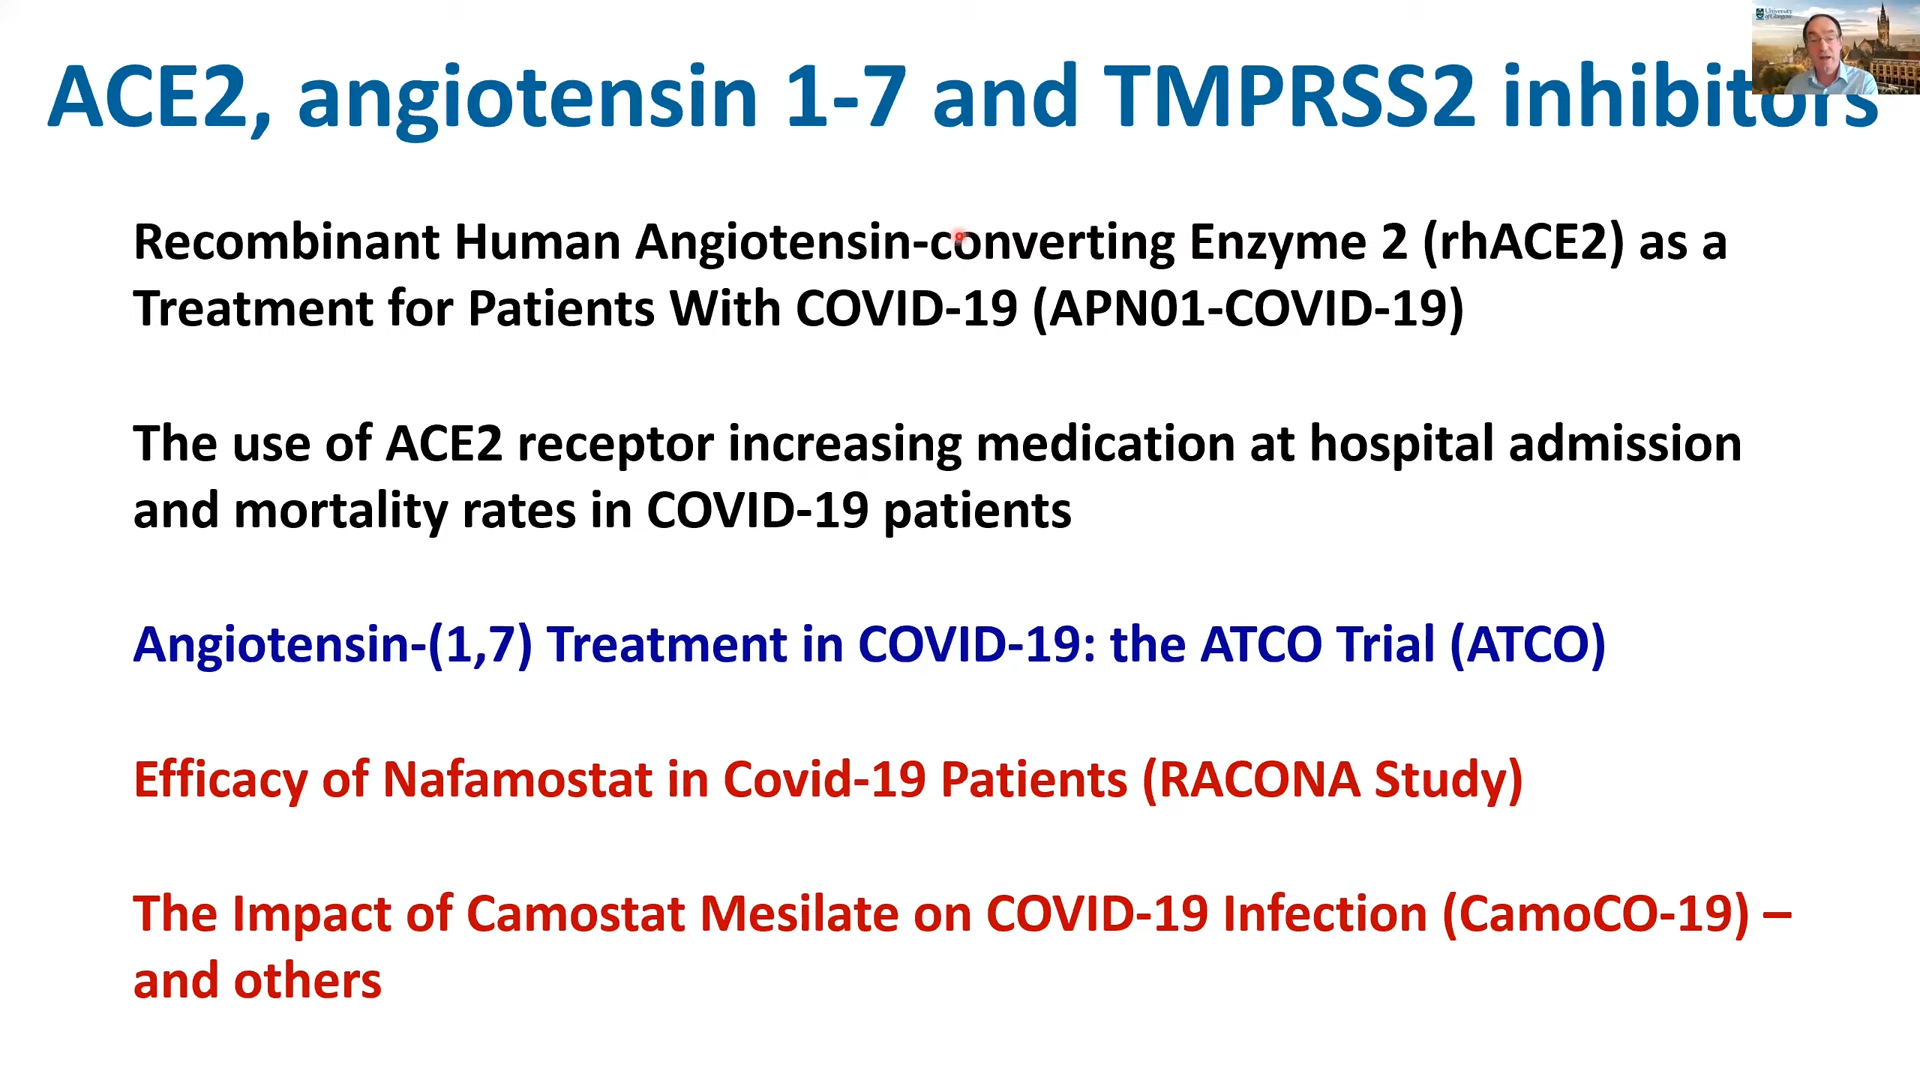 ACE2, angiotensin 1-7 and TMPRSS2 inhibitors
University
of Glasgow
Recombinant Human Angiotensin-converting Enzyme 2 (rhACE2) as a
Treatment for Patients With COVID-19 (APN01-COVID-19)
The use of ACE2 receptor increasing medication at hospital admission
and mortality rates in COVID-19 patients
Angiotensin-(1,7) Treatment in COVID-19: the ATCO Trial (ATCO)
Efficacy of Nafamostat in Covid-19 Patients (RACONA Study)
The Impact of Camostat Mesilate on COVID-19 Infection (CamoCO-19) –
and others